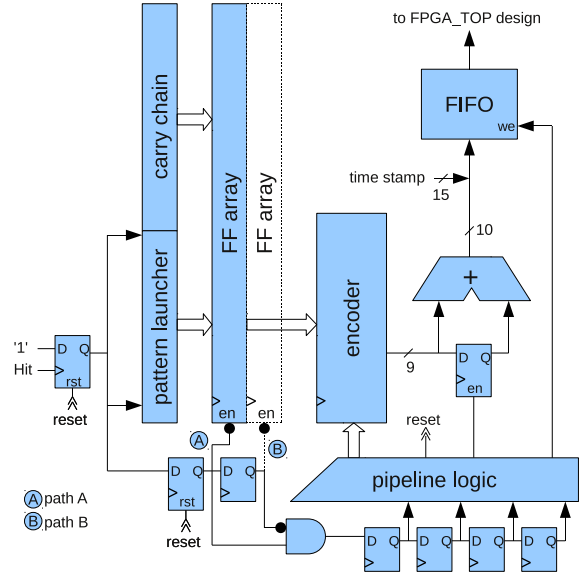 to FPGA_TOP design
FIFO
we
time stamp
15
10
+
carry chain
pattern launcher
FF array
FF array
en
en
encoder
9
D Q
en
'1'
Hit
D Q
rst
reset
A
B
D Q
rst
reset
D Q
reset
pipeline logic
A path A
B path B
D Q
D Q
D Q
D Q